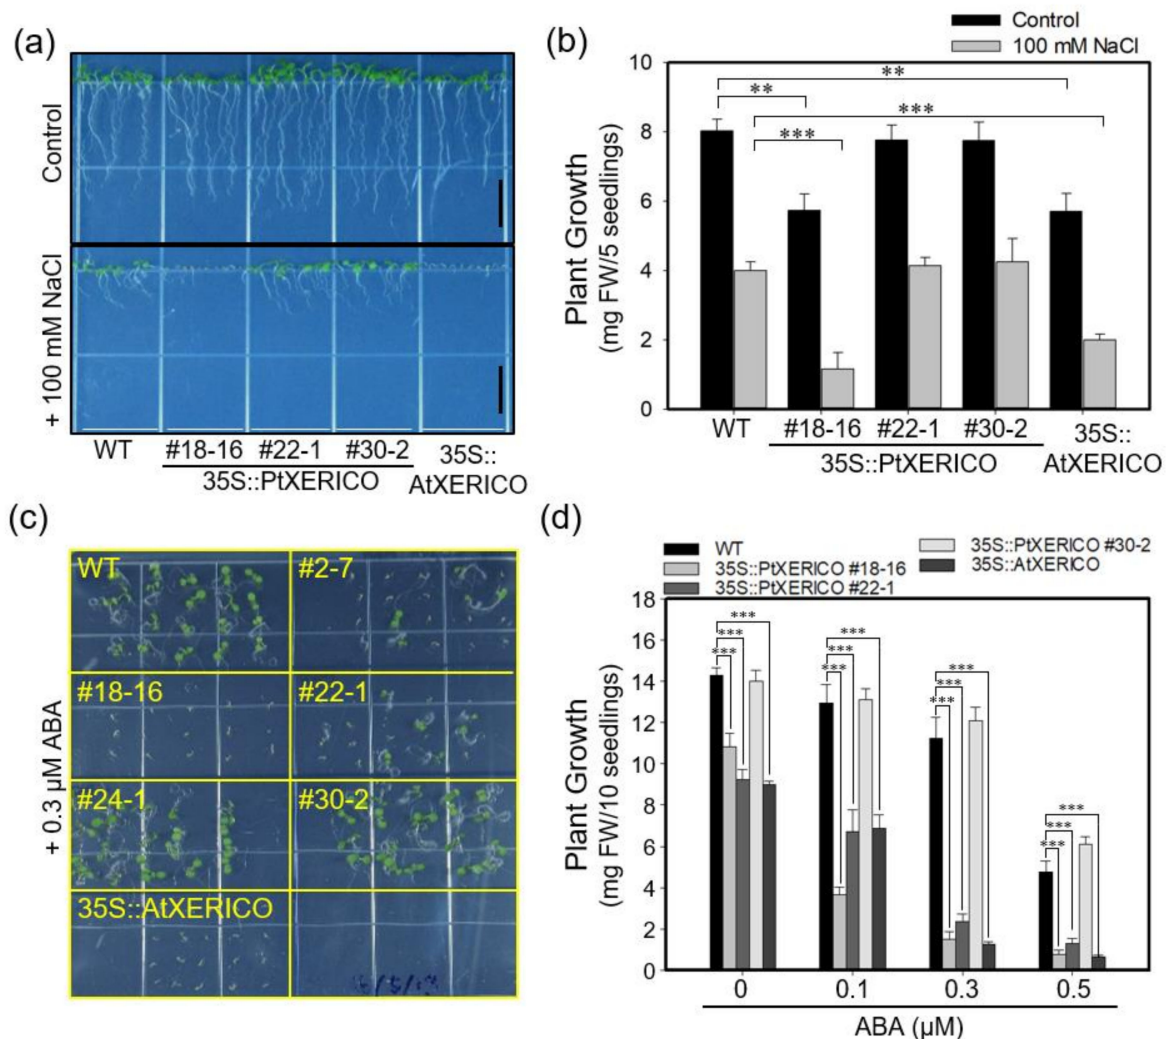 (a)
Control
+ 100 mM NaCl
WT
#18-16
#22-1
#30-2
35S::PtXERICO
35S::
AtXERICO
(b)
Control
100 mM NaCl
Plant Growth
(mg FW/5 seedlings)
10
8
6
4
2
0
**
**
***
***
WT
#18-16
#22-1
#30-2
35S::PtXERICO
35S::
AtXERICO
(c)
+ 0.3 µM ABA
WT
#2-7
#18-16
#22-1
#24-1
#30-2
35S::AtXERICO
(d)
WT
35S::PtXERICO #18-16
35S::PtXERICO #22-1
35S::PtXERICO #30-2
35S::AtXERICO
Plant Growth
(mg FW/10 seedlings)
18
16
14
12
10
8
6
4
2
0
***
***
***
***
***
***
***
***
***
***
***
***
0
0.1
0.3
0.5
ABA (µM)